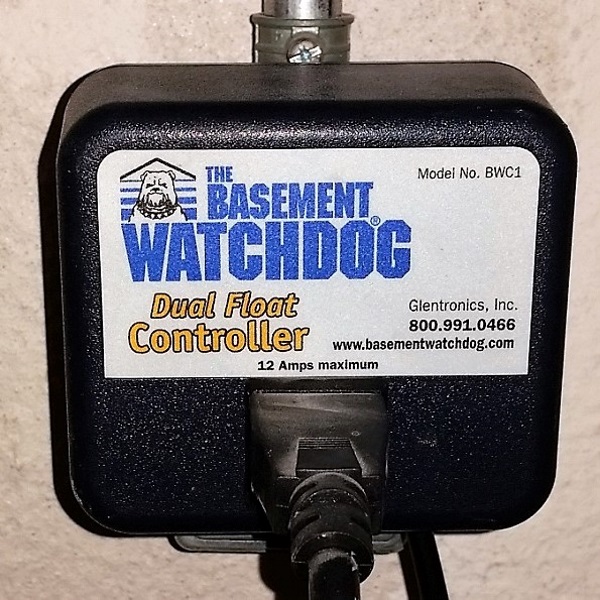 THE
BASEMENT
WATCHDOG®
Model No. BWC1
Dual Float
Controller
Glentronics, Inc.
800.991.0466
www.basementwatchdog.com
12 Amps maximum